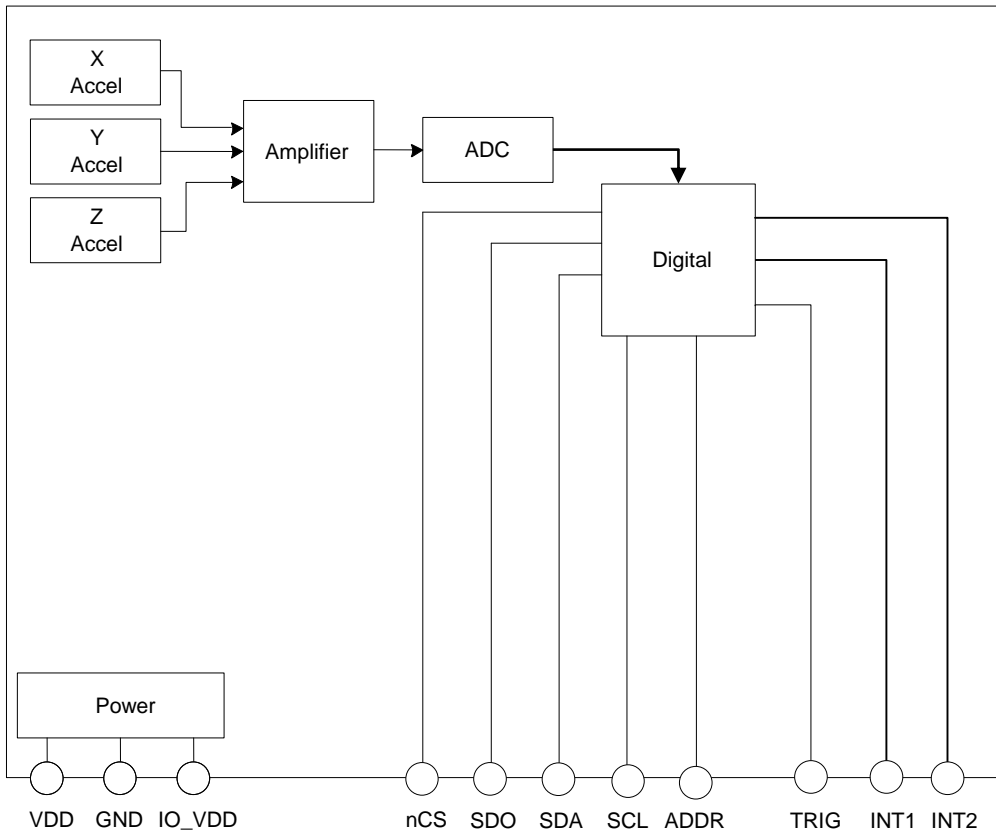 X
Accel
Y
Accel
Z
Accel
Amplifier
ADC
Digital
Power
VDD GND IO_VDD nCS SDO SDA SCL ADDR TRIG INT1 INT2